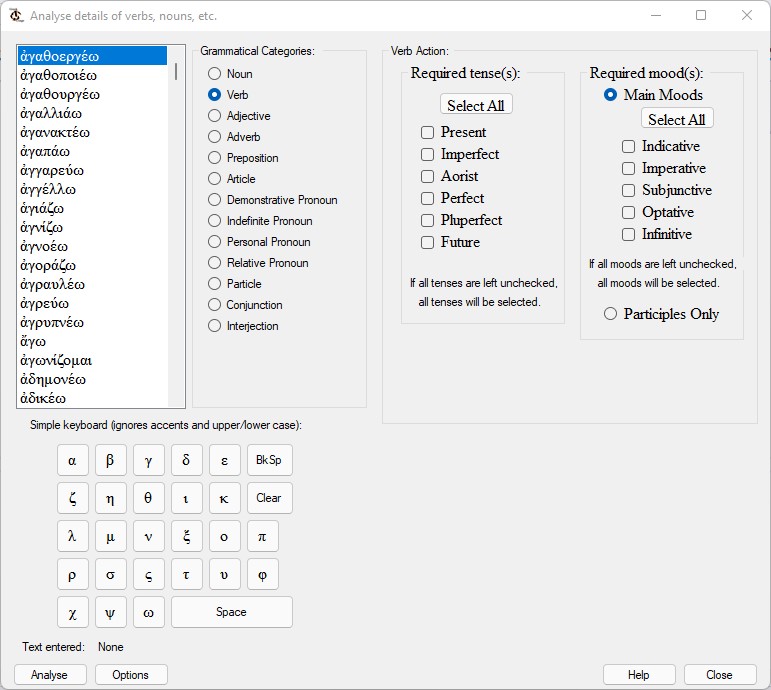 Analyse details of verbs, nouns, etc.
ἀγαθοεργέω
ἀγαθοποιέω
ἀγαθουργέω
ἀγαλλιάω
ἀγανακτέω
ἀγαπάω
ἀγγαρεύω
ἀγγέλλω
ἁγιάζω
ἁγνίζω
ἀγνοέω
ἀγοράζω
ἀγραυλέω
ἀγρεύω
ἀγρυπνέω
ἄγω
ἀγωνίζομαι
ἀδημονέω
ἀδικέω
Grammatical Categories:
Noun
Verb
Adjective
Adverb
Preposition
Article
Demonstrative Pronoun
Indefinite Pronoun
Personal Pronoun
Relative Pronoun
Particle
Conjunction
Interjection
Verb Action:
Required tense(s):
Select All
Present
Imperfect
Aorist
Perfect
Pluperfect
Future
If all tenses are left unchecked,
all tenses will be selected.
Required mood(s):
Main Moods
Select All
Indicative
Imperative
Subjunctive
Optative
Infinitive
If all moods are left unchecked,
all moods will be selected.
Participles Only
Simple keyboard (ignores accents and upper/lower case):
α β γ δ ε BkSp
ζ η θ ι κ Clear
λ μ ν ξ ο π
ρ σ ς τ υ φ
χ ψ ω Space
Text entered: None
Analyse Options Help Close